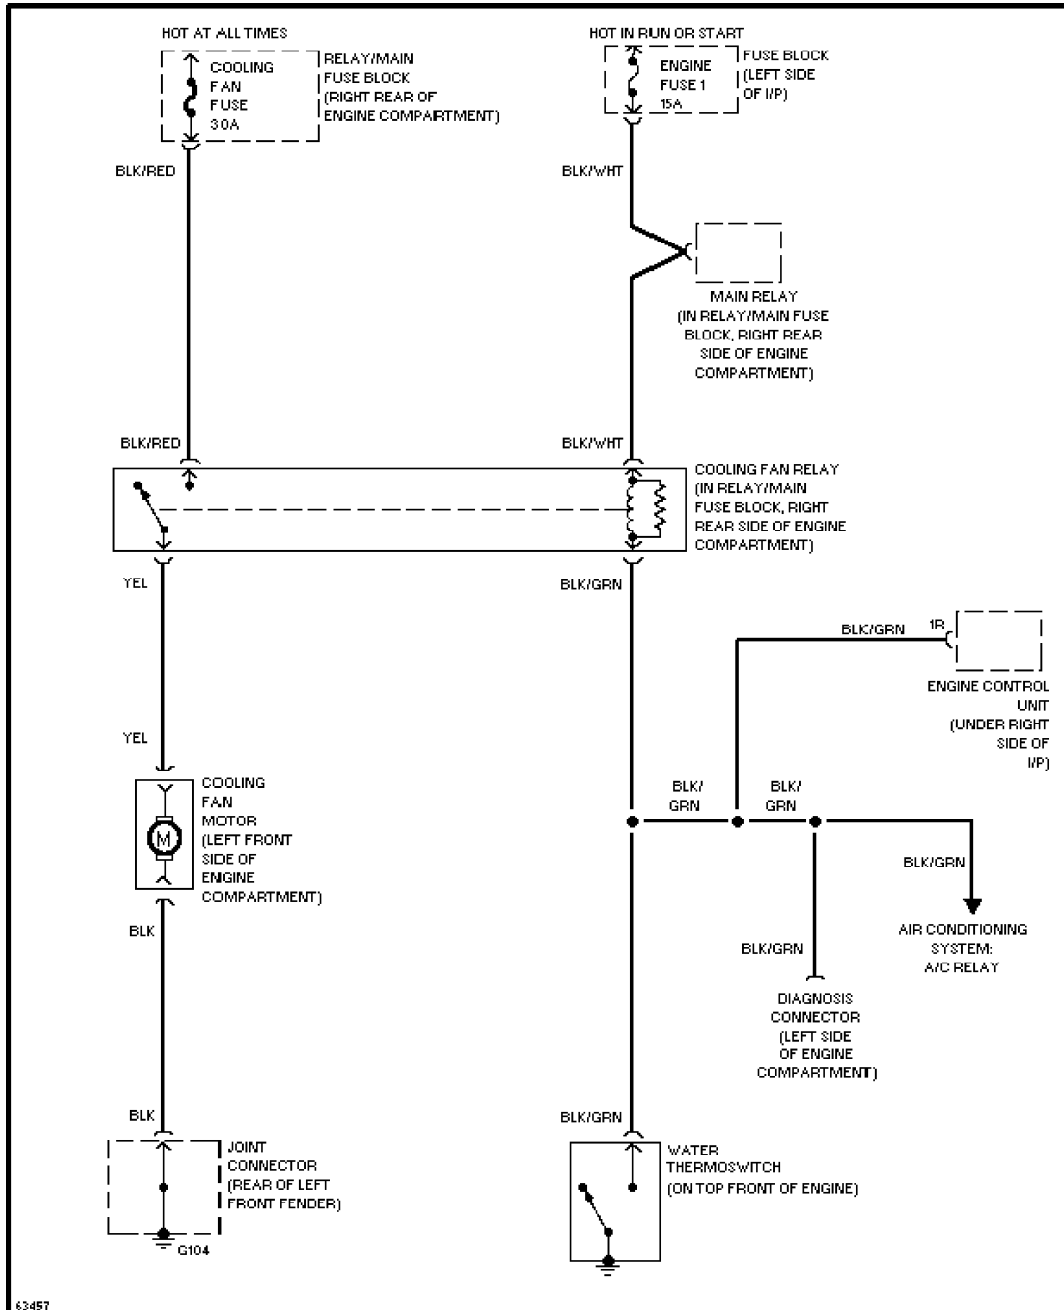 HOT AT ALL TIMES
COOLING
FAN
FUSE
30A
RELAY/MAIN
FUSE BLOCK
(RIGHT REAR OF
ENGINE COMPARTMENT)
HOT IN RUN OR START
ENGINE
FUSE 1
15A
FUSE BLOCK
(LEFT SIDE
OF I/P)
BLK/RED
BLK/WHT
MAIN RELAY
(IN RELAY/MAIN FUSE
BLOCK, RIGHT REAR
SIDE OF ENGINE
COMPARTMENT)
BLK/RED
BLK/WHT
COOLING FAN RELAY
(IN RELAY/MAIN
FUSE BLOCK, RIGHT
REAR SIDE OF ENGINE
COMPARTMENT)
YEL
BLK/GRN
BLK/GRN
1R
ENGINE CONTROL
UNIT
(UNDER RIGHT
SIDE OF
I/P)
YEL
COOLING
FAN
MOTOR
(LEFT FRONT
SIDE OF
ENGINE
COMPARTMENT)
M
BLK/
GRN
BLK/
GRN
BLK/GRN
BLK
BLK/GRN
AIR CONDITIONING
SYSTEM:
A/C RELAY
DIAGNOSIS
CONNECTOR
(LEFT SIDE
OF ENGINE
COMPARTMENT)
BLK
BLK/GRN
JOINT
CONNECTOR
(REAR OF LEFT
FRONT FENDER)
G104
WATER
THERMOSWITCH
(ON TOP FRONT OF ENGINE)
63457